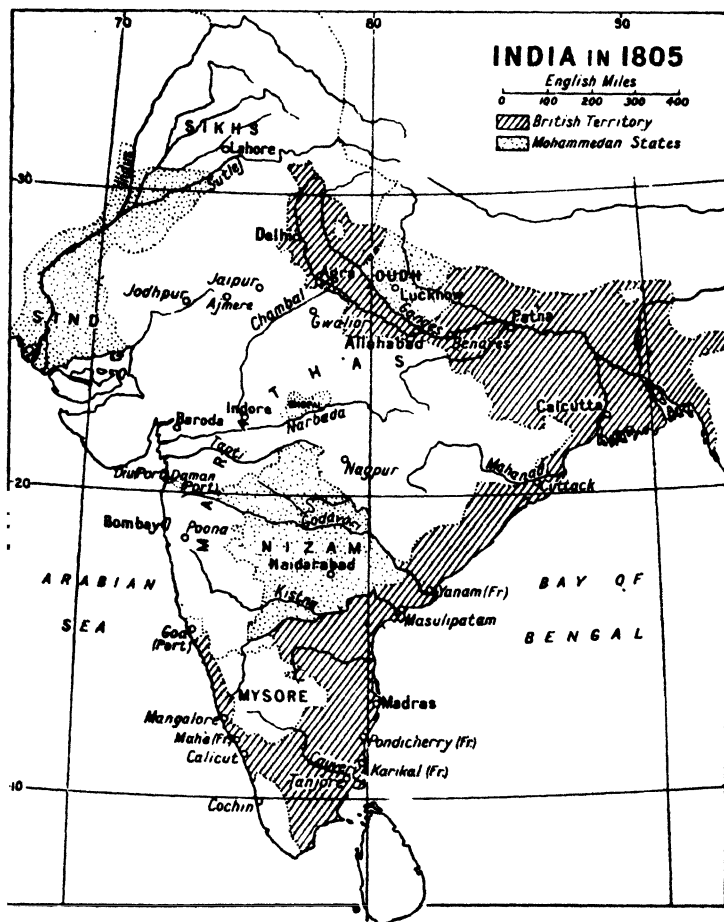 70
80
90
INDIA IN 1805
English Miles
0 100 200 300 400
British Territory
Mohammedan States
SIKHS
Lahore
Indus
Sutlej
30
Delhi
Agra
OUDH
Lucknow
Jaipur
Jodhpur
Ajmere
Chambal
Gwalior
Ganges
Patna
SIND
Allahabad
Benares
MARATHAS
Indore
Baroda
Narbada
Calcutta
Tapti
Nagpur
Mahanadi
Diu(Port.)
Daman
(Port.)
20
Cuttack
Bombay
Poona
Godavari
NIZAM
Haidarabad
ARABIAN
SEA
Kistna
Yanam (Fr)
BAY OF
BENGAL
Masulipatam
Goa
(Port)
MYSORE
Madras
Mangalore
Mahe (Fr.)
Pondicherry (Fr.)
Calicut
Karikal (Fr.)
Tanjore
10
Cochin